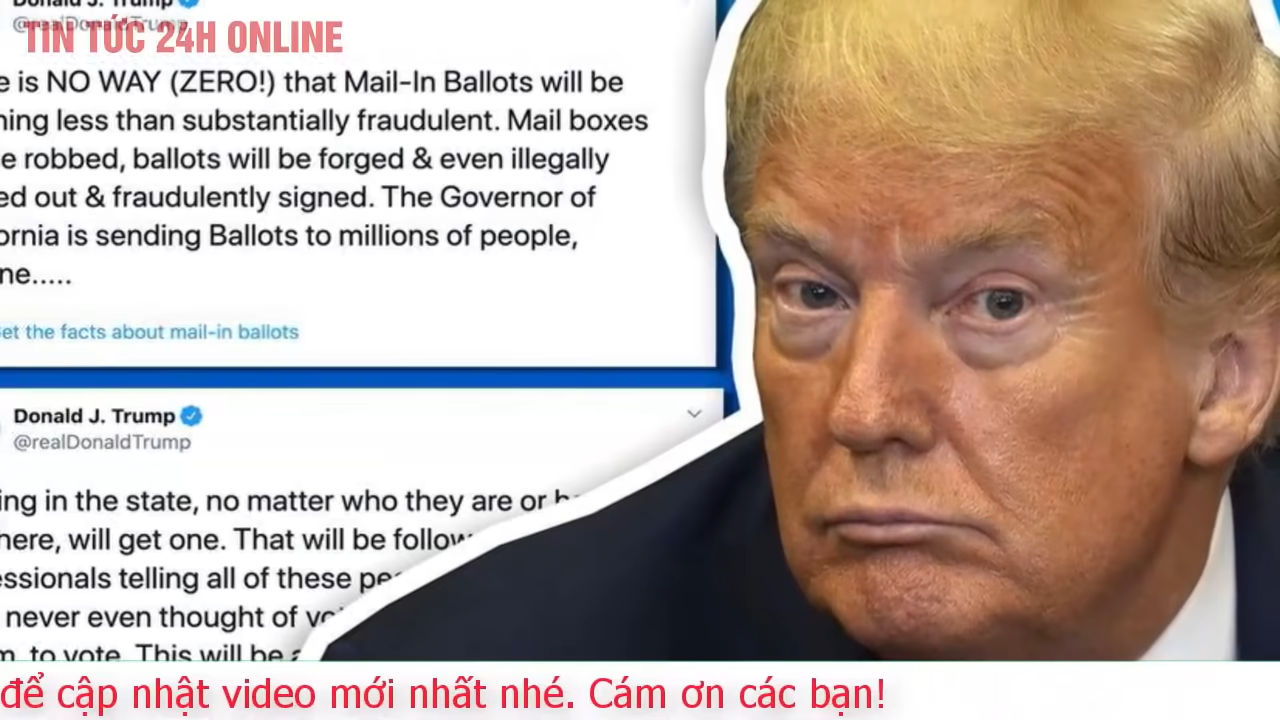 Donald J. Trump
@realDonaldTrump
TIN TỨC 24H ONLINE
e is NO WAY (ZERO!) that Mail-In Ballots will be
ing less than substantially fraudulent. Mail boxes
e robbed, ballots will be forged & even illegally
ed out & fraudulently signed. The Governor of
ornia is sending Ballots to millions of people,
ne.....
et the facts about mail-in ballots
Donald J. Trump
@realDonaldTrump
ing in the state, no matter who they are or h
here, will get one. That will be follow
essionals telling all of these pe
never even thought of vo
m, to vote. This will be a
để cập nhật video mới nhất nhé. Cám ơn các bạn!